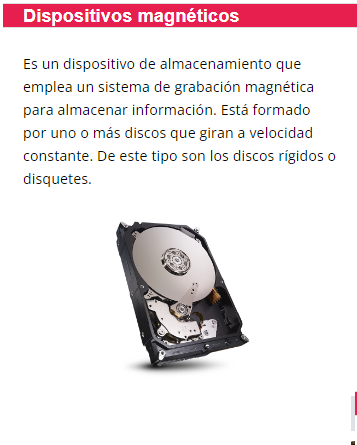 Dispositivos magnéticos
Es un dispositivo de almacenamiento que
emplea un sistema de grabación magnética
para almacenar información. Está formado
por uno o más discos que giran a velocidad
constante. De este tipo son los discos rígidos o
disquetes.